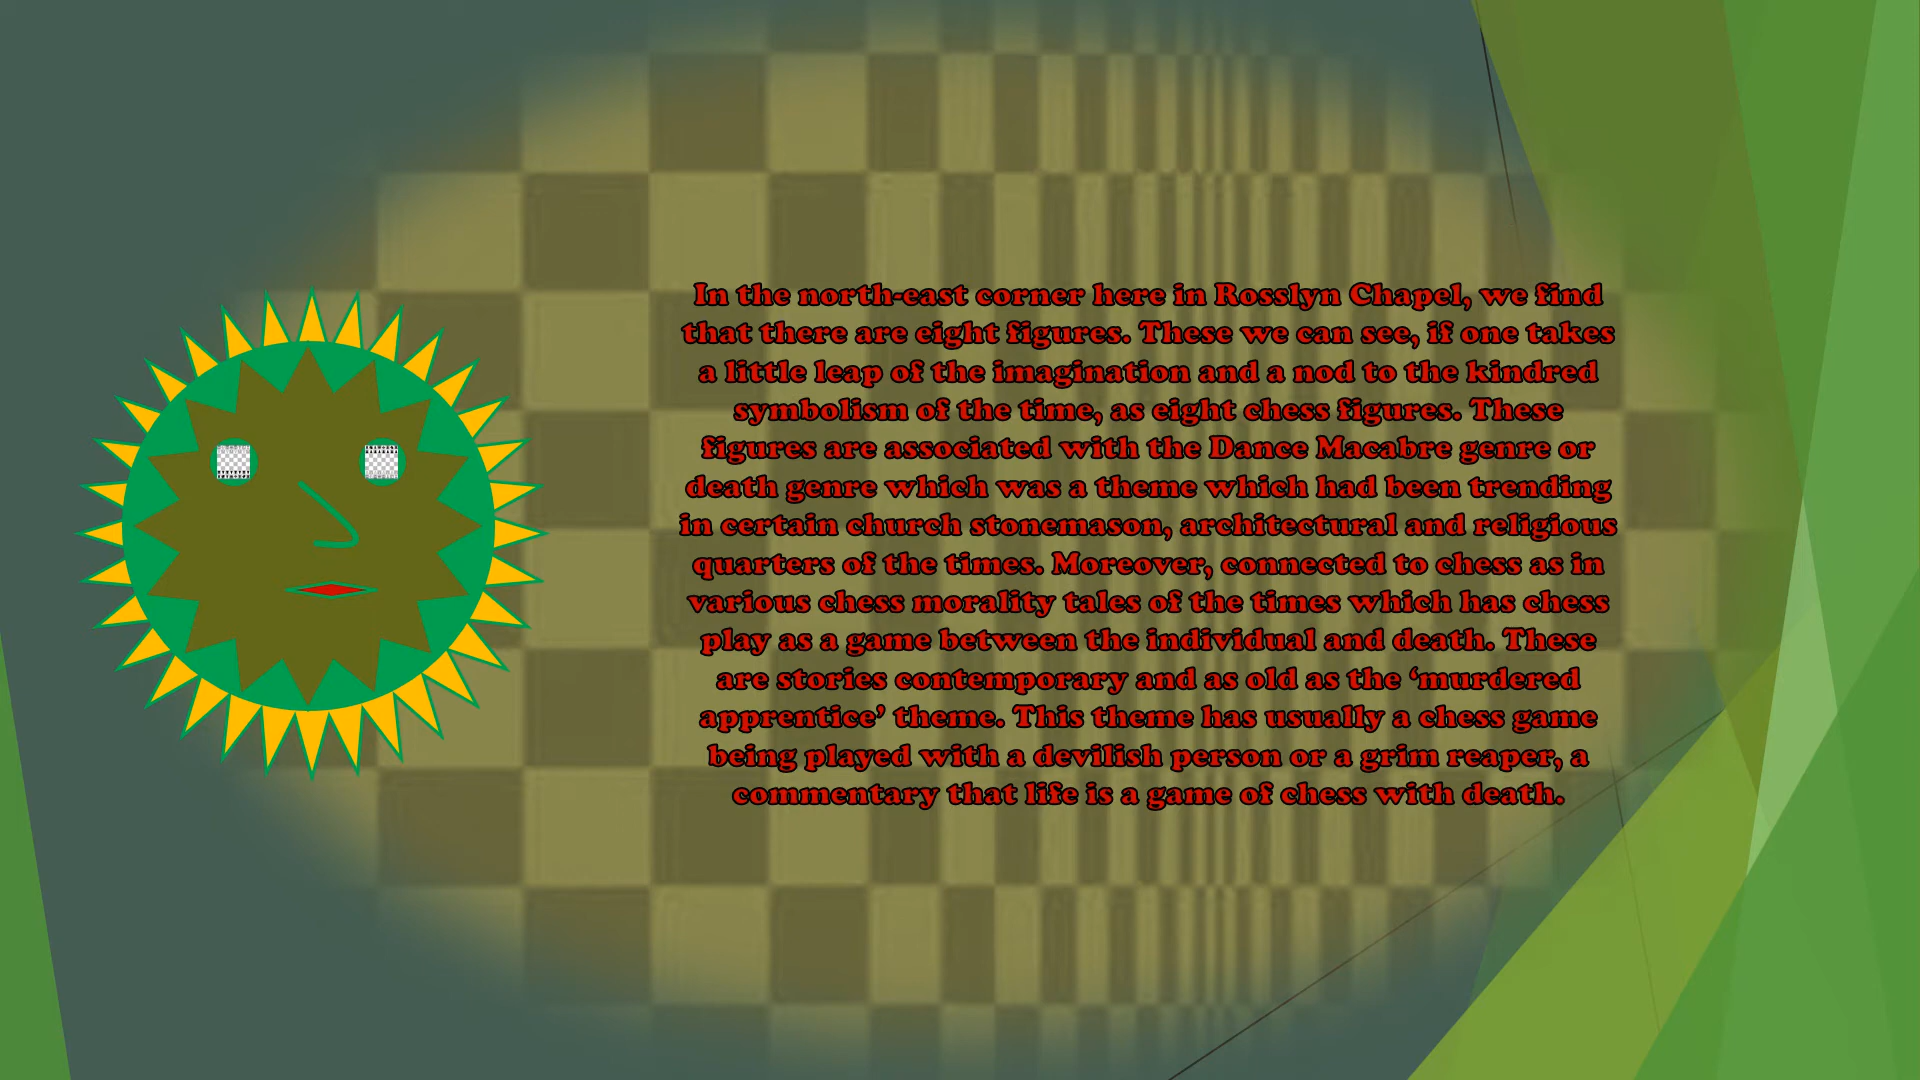 In the north-east corner here in Rosslyn Chapel, we find
that there are eight figures. These we can see, if one takes
a little leap of the imagination and a nod to the kindred
symbolism of the time, as eight chess figures. These
figures are associated with the Dance Macabre genre or
death genre which was a theme which had been trending
in certain church stonemason, architectural and religious
quarters of the times. Moreover, connected to chess as in
various chess morality tales of the times which has chess
play as a game between the individual and death. These
are stories contemporary and as old as the ‘murdered
apprentice’ theme. This theme has usually a chess game
being played with a devilish person or a grim reaper, a
commentary that life is a game of chess with death.